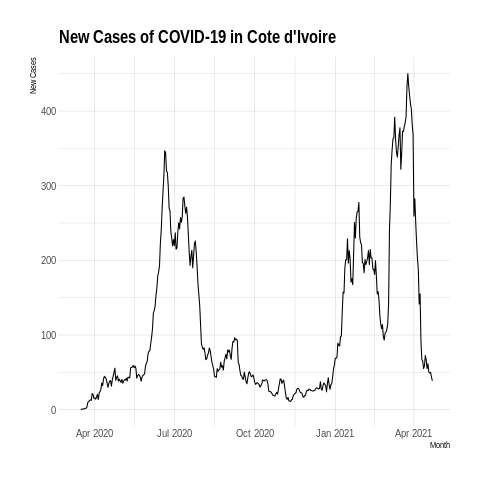 New Cases of COVID-19 in Cote d'Ivoire
New Cases
400
300
200
100
0
Apr 2020 Jul 2020 Oct 2020 Jan 2021 Apr 2021
Month